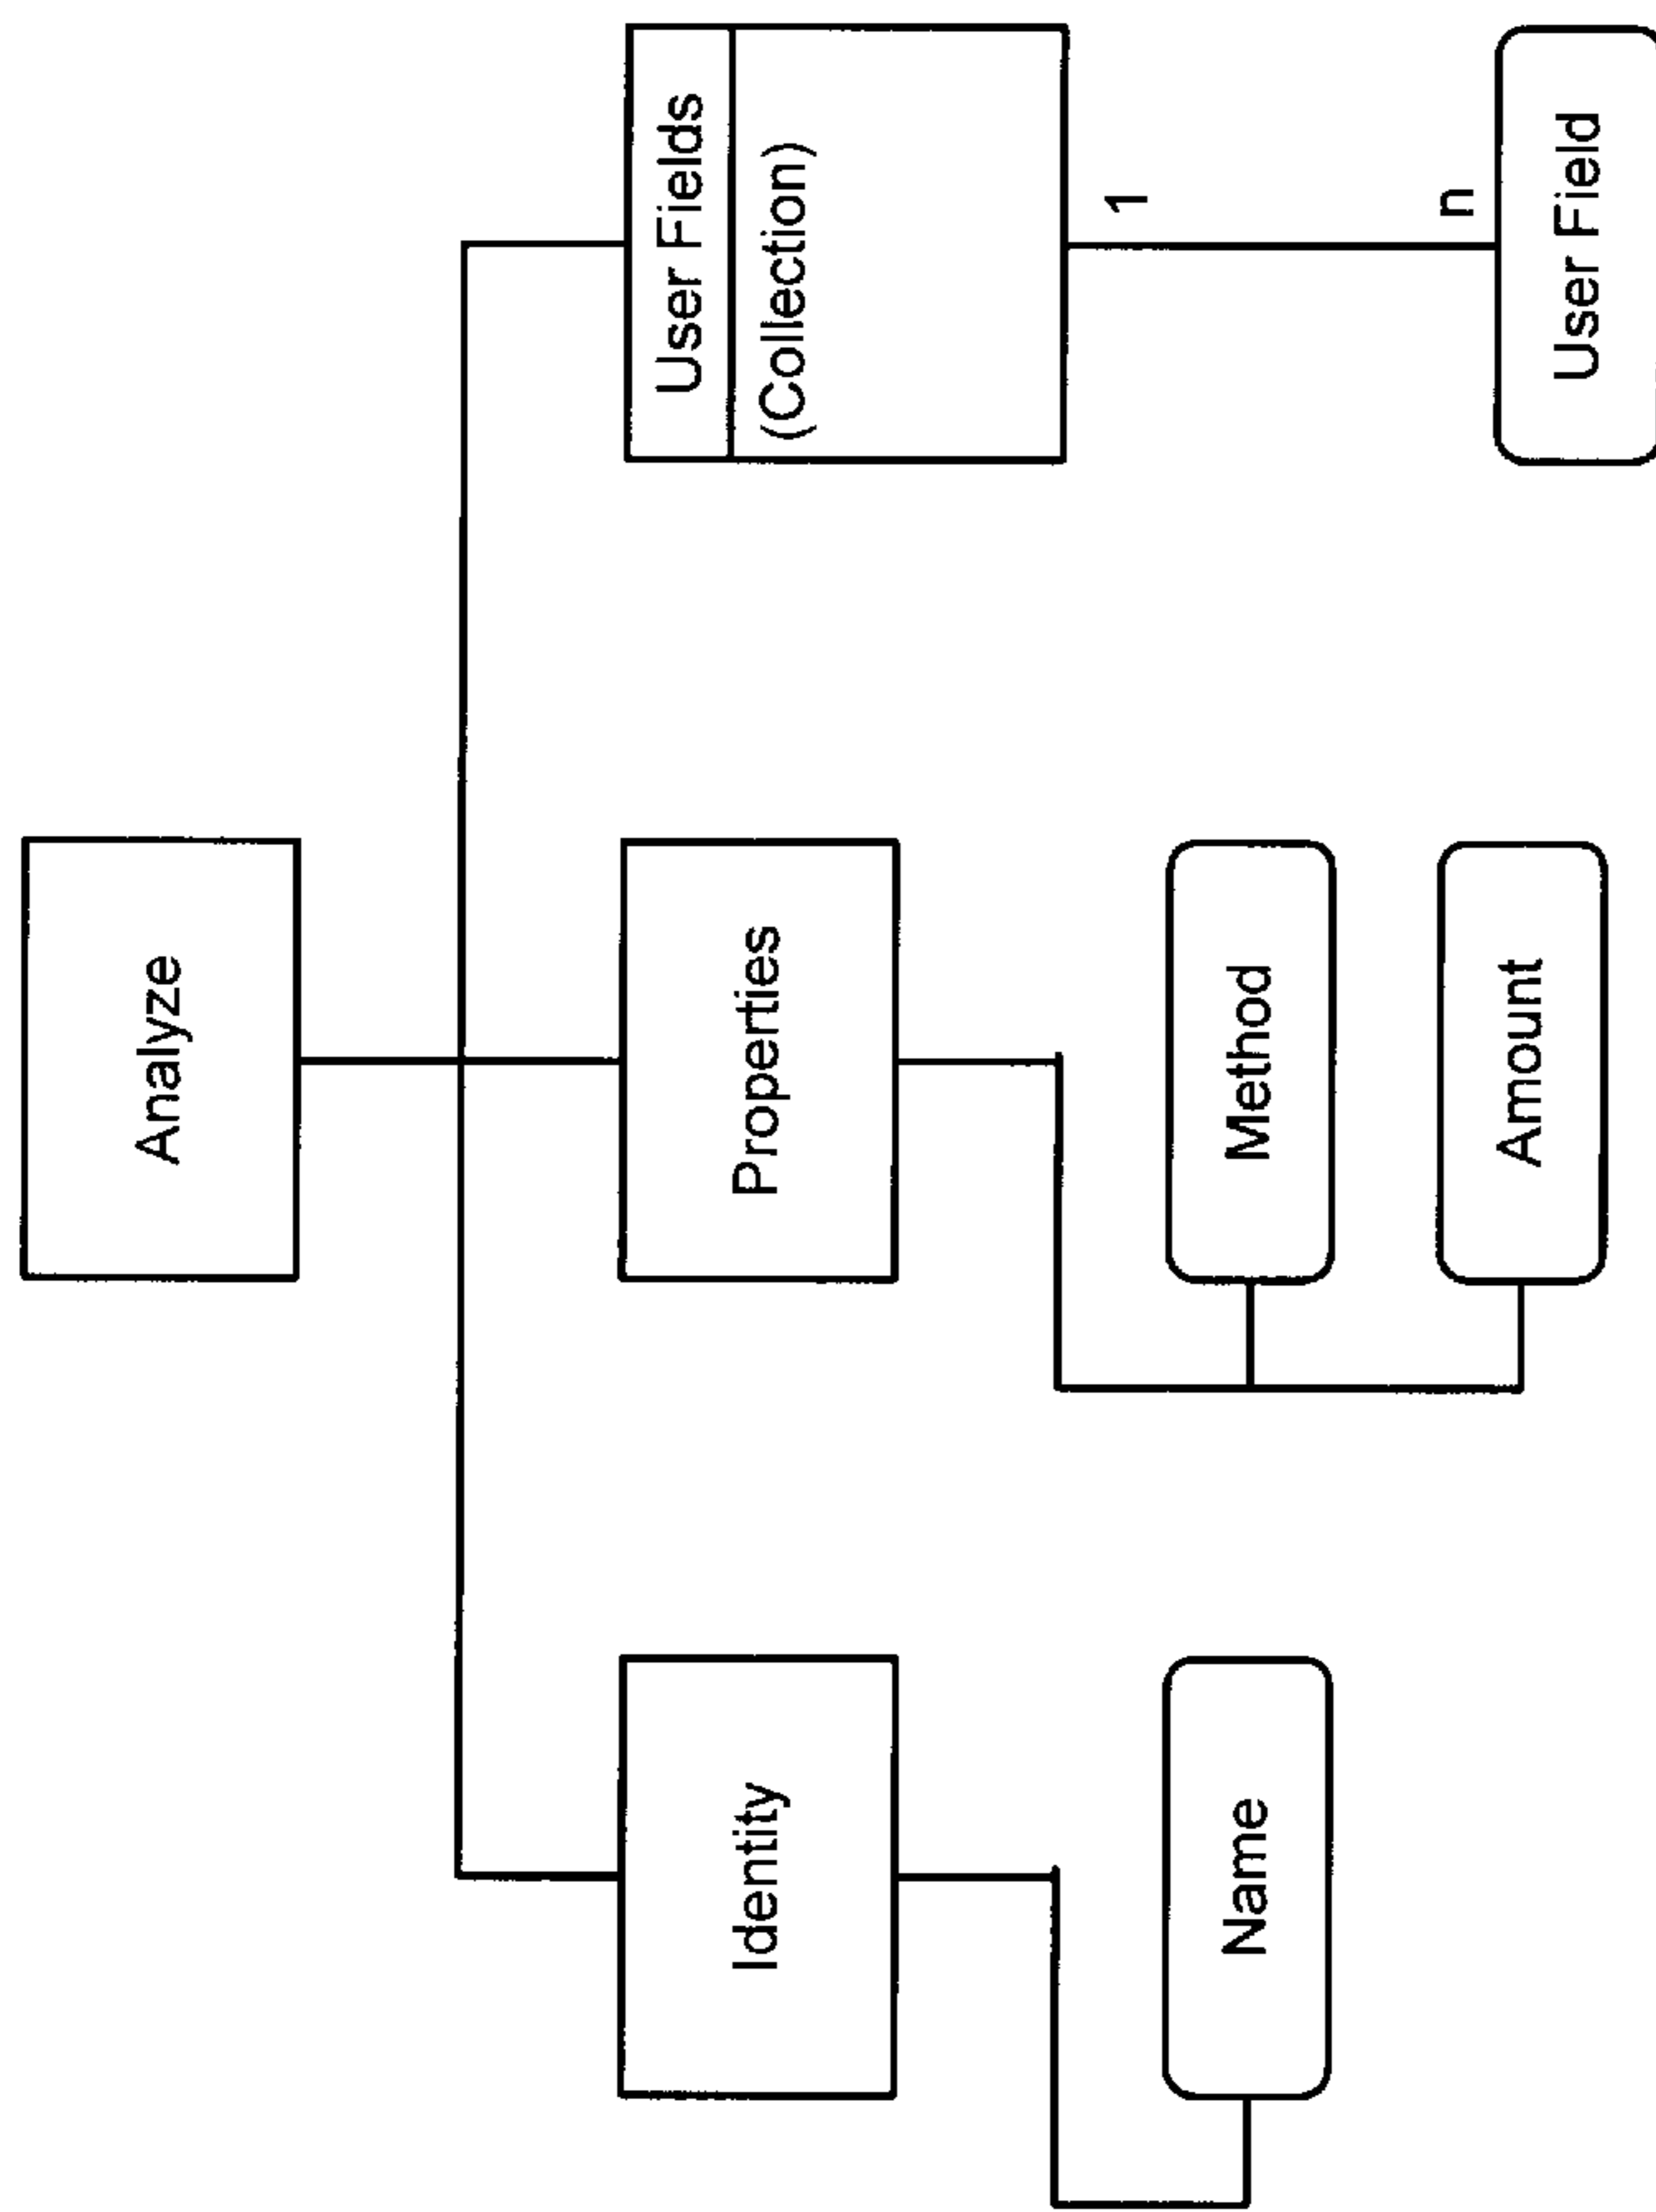 Analyze
Identity
Properties
User Fields
(Collection)
1
n
Name
Method
Amount
User Field